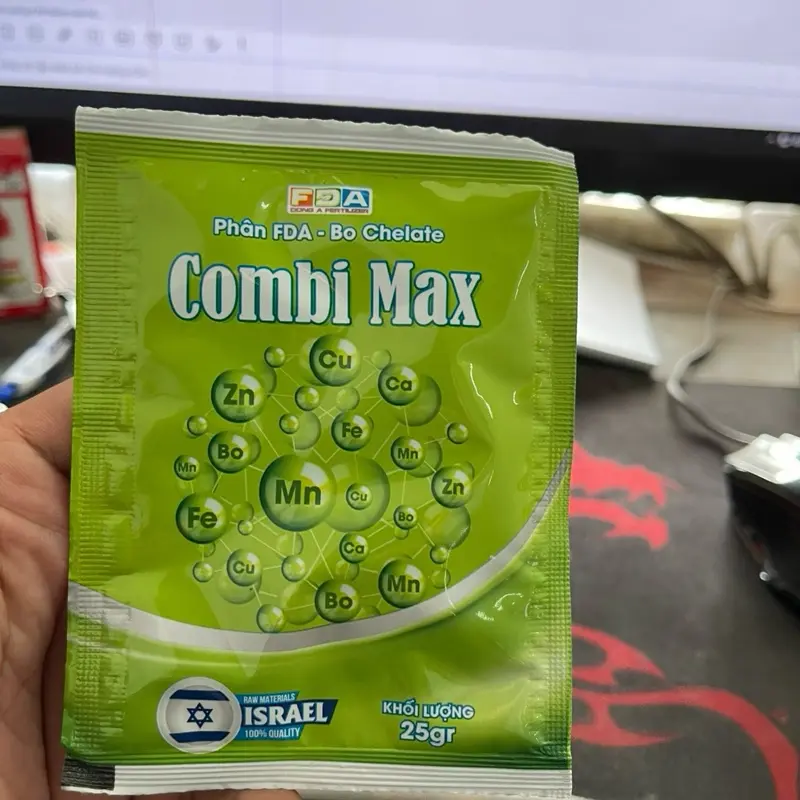 FDA
DONG A FERTILIZER
Phân FDA - Bo Chelate
Combi Max
Cu
Zn
Ca
Fe
Bo
Mn
Mn
Zn
Mn
Cu
Fe
Bo
Ca
Cu
Mn
Bo
RAW MATERIALS
ISRAEL
100% QUALITY
KHỐI LƯỢNG
25gr